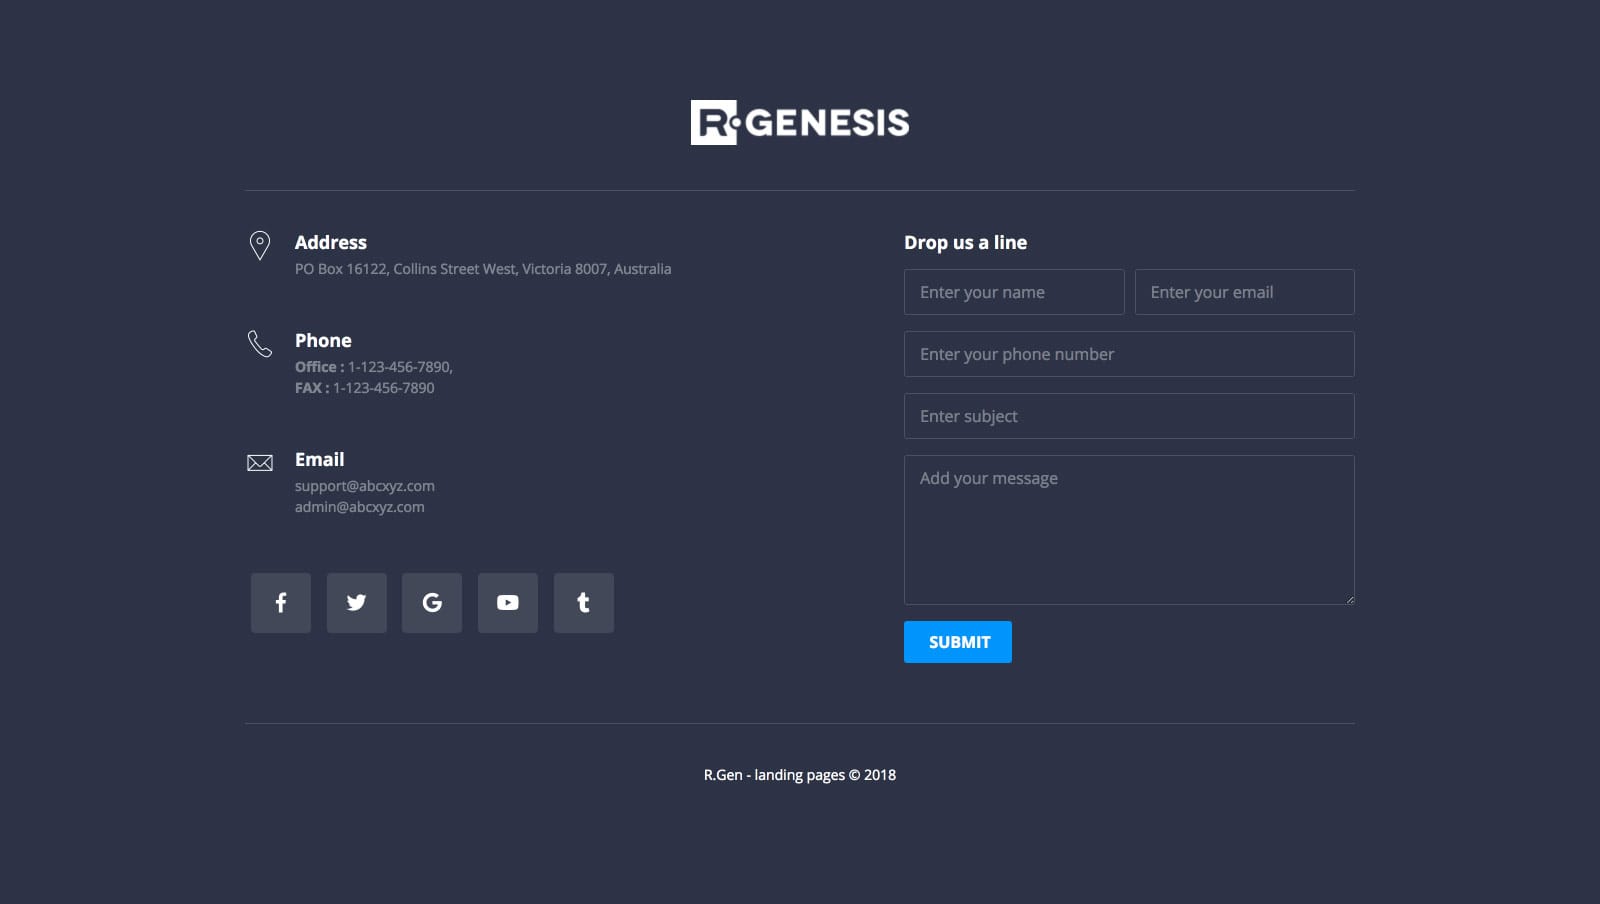 R GENESIS
Address
PO Box 16122, Collins Street West, Victoria 8007, Australia
Phone
Office : 1-123-456-7890,
FAX : 1-123-456-7890
Email
support@abcxyz.com
admin@abcxyz.com
Drop us a line
Enter your name
Enter your email
Enter your phone number
Enter subject
Add your message
SUBMIT
R.Gen - landing pages © 2018